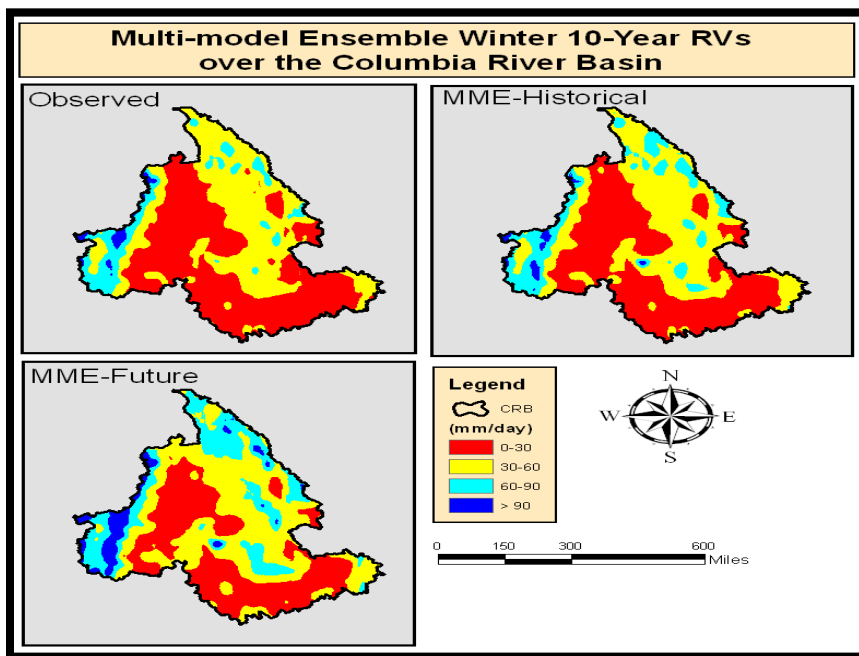 Multi-model Ensemble Winter 10-Year RVs
over the Columbia River Basin
Observed
MME-Historical
MME-Future
Legend
CRB
(mm/day)
0-30
30-60
60-90
> 90
N
W
E
S
0
150
300
600
Miles